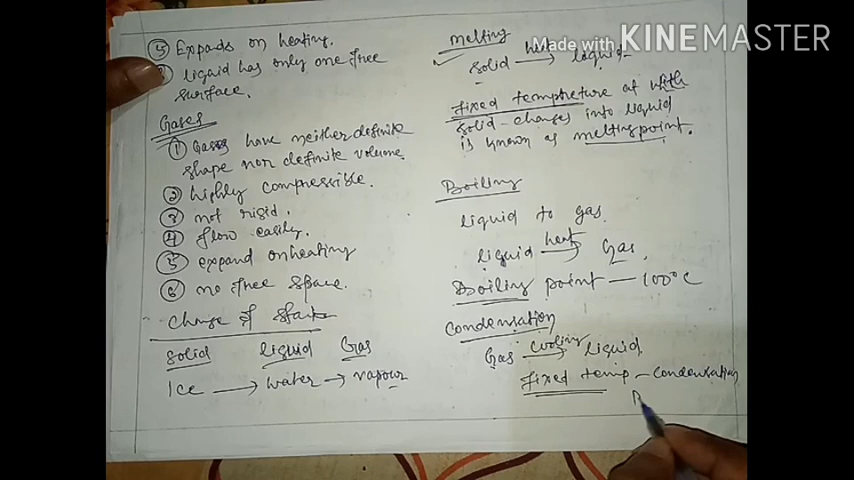 ⑤ Expands on heating.
liquid has only one free
surface.
Gases
① Gases have neither definite
shape non definite volume.
② highly compressible.
③ not rigid.
④ flow easily.
⑤ expand on heating
⑥ no free space.
Change of State
Solid liquid Gas
Ice → water → vapour
Melting
Solid heat → liquid
fixed temptreture at with
solid changes into liquid
is known as melting point.
Boiling
liquid to gas.
liquid heat → Gas.
Boiling point — 100°C
Condensation
Gas cooling → liquid.
fixed temp — condensation
Made with KINEMASTER